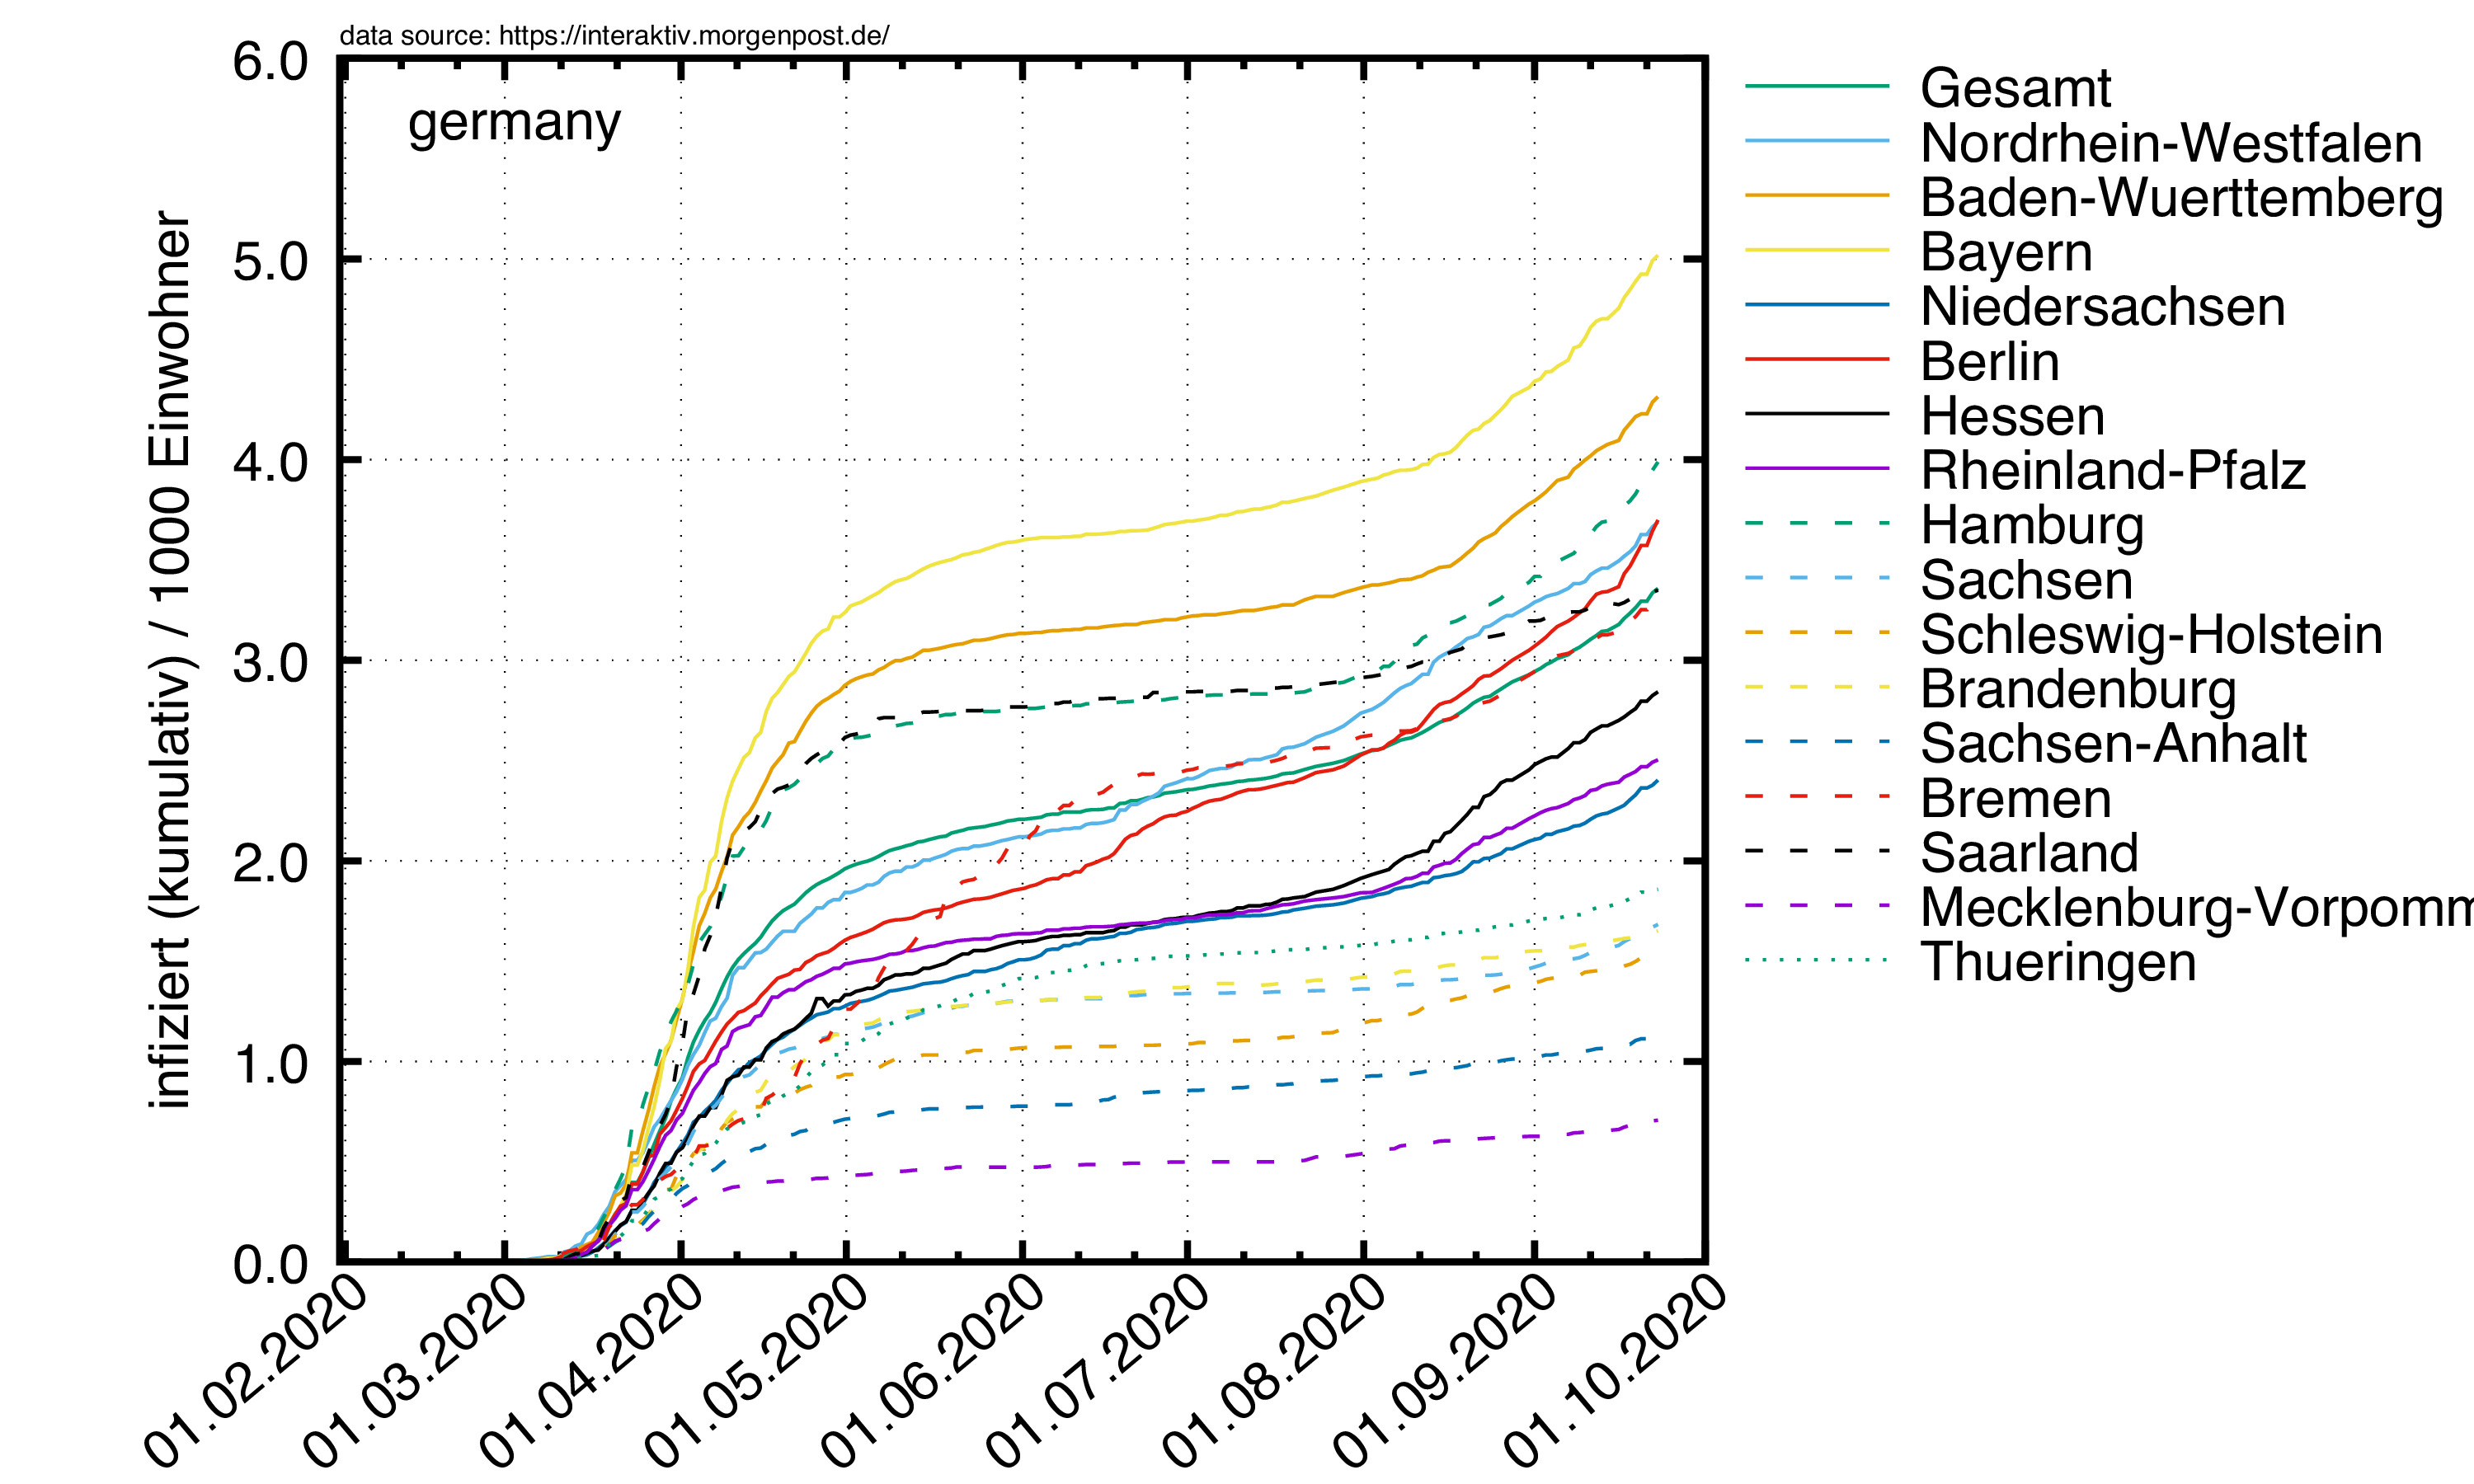 data source: https://interaktiv.morgenpost.de/
germany
infiziert (kumulativ) / 1000 Einwohner
6.0
5.0
4.0
3.0
2.0
1.0
0.0
01.02.2020
01.03.2020
01.04.2020
01.05.2020
01.06.2020
01.07.2020
01.08.2020
01.09.2020
01.10.2020
Gesamt
Nordrhein-Westfalen
Baden-Wuerttemberg
Bayern
Niedersachsen
Berlin
Hessen
Rheinland-Pfalz
Hamburg
Sachsen
Schleswig-Holstein
Brandenburg
Sachsen-Anhalt
Bremen
Saarland
Mecklenburg-Vorpomm
Thueringen